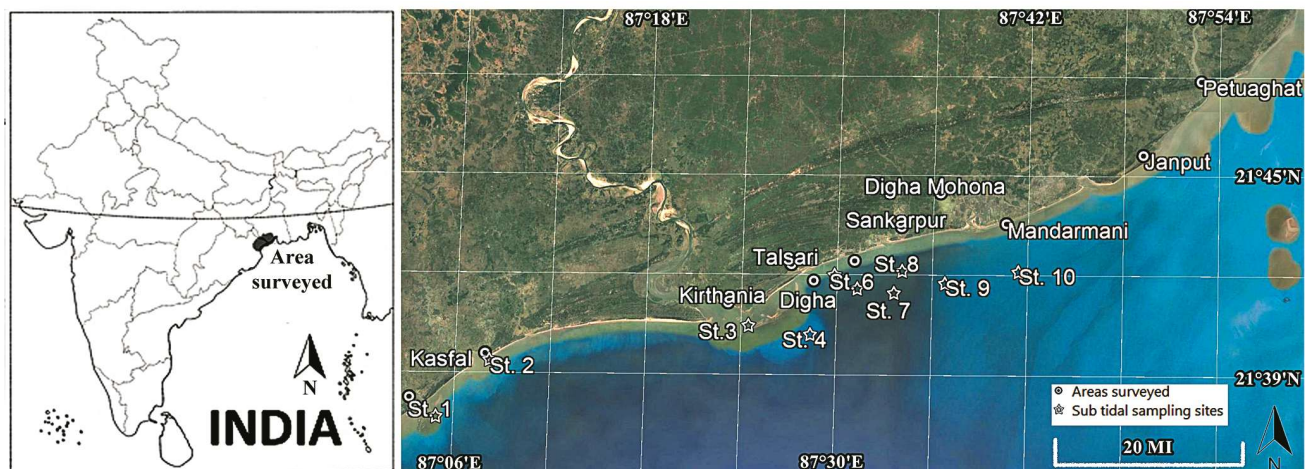 Area
surveyed
N
INDIA
87°18'E
87°42'E
87°54'E
Petuaghat
Janput
21°45'N
Digha Mohona
Sankarpur
Mandarmani
Talsari
St. 8
St. 10
St. 6
St. 9
Digha
St. 7
Kirthania
St.3
St. 4
Kasfal
St. 2
21°39'N
St. 1
Areas surveyed
Sub tidal sampling sites
20 MI
N
87°06'E
87°30'E